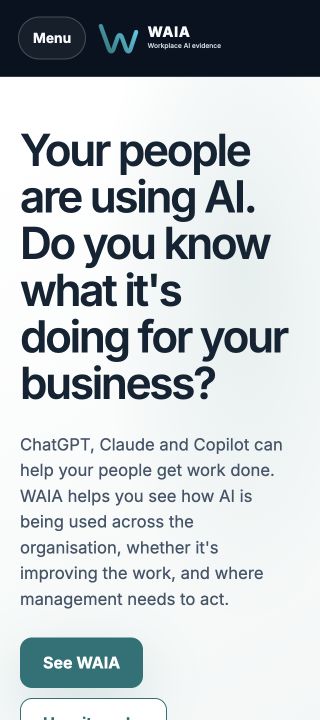 Menu
WAIA
Workplace AI evidence
Your people
are using AI.
Do you know
what it's
doing for your
business?
ChatGPT, Claude and Copilot can
help your people get work done.
WAIA helps you see how AI is
being used across the
organisation, whether it's
improving the work, and where
management needs to act.
See WAIA